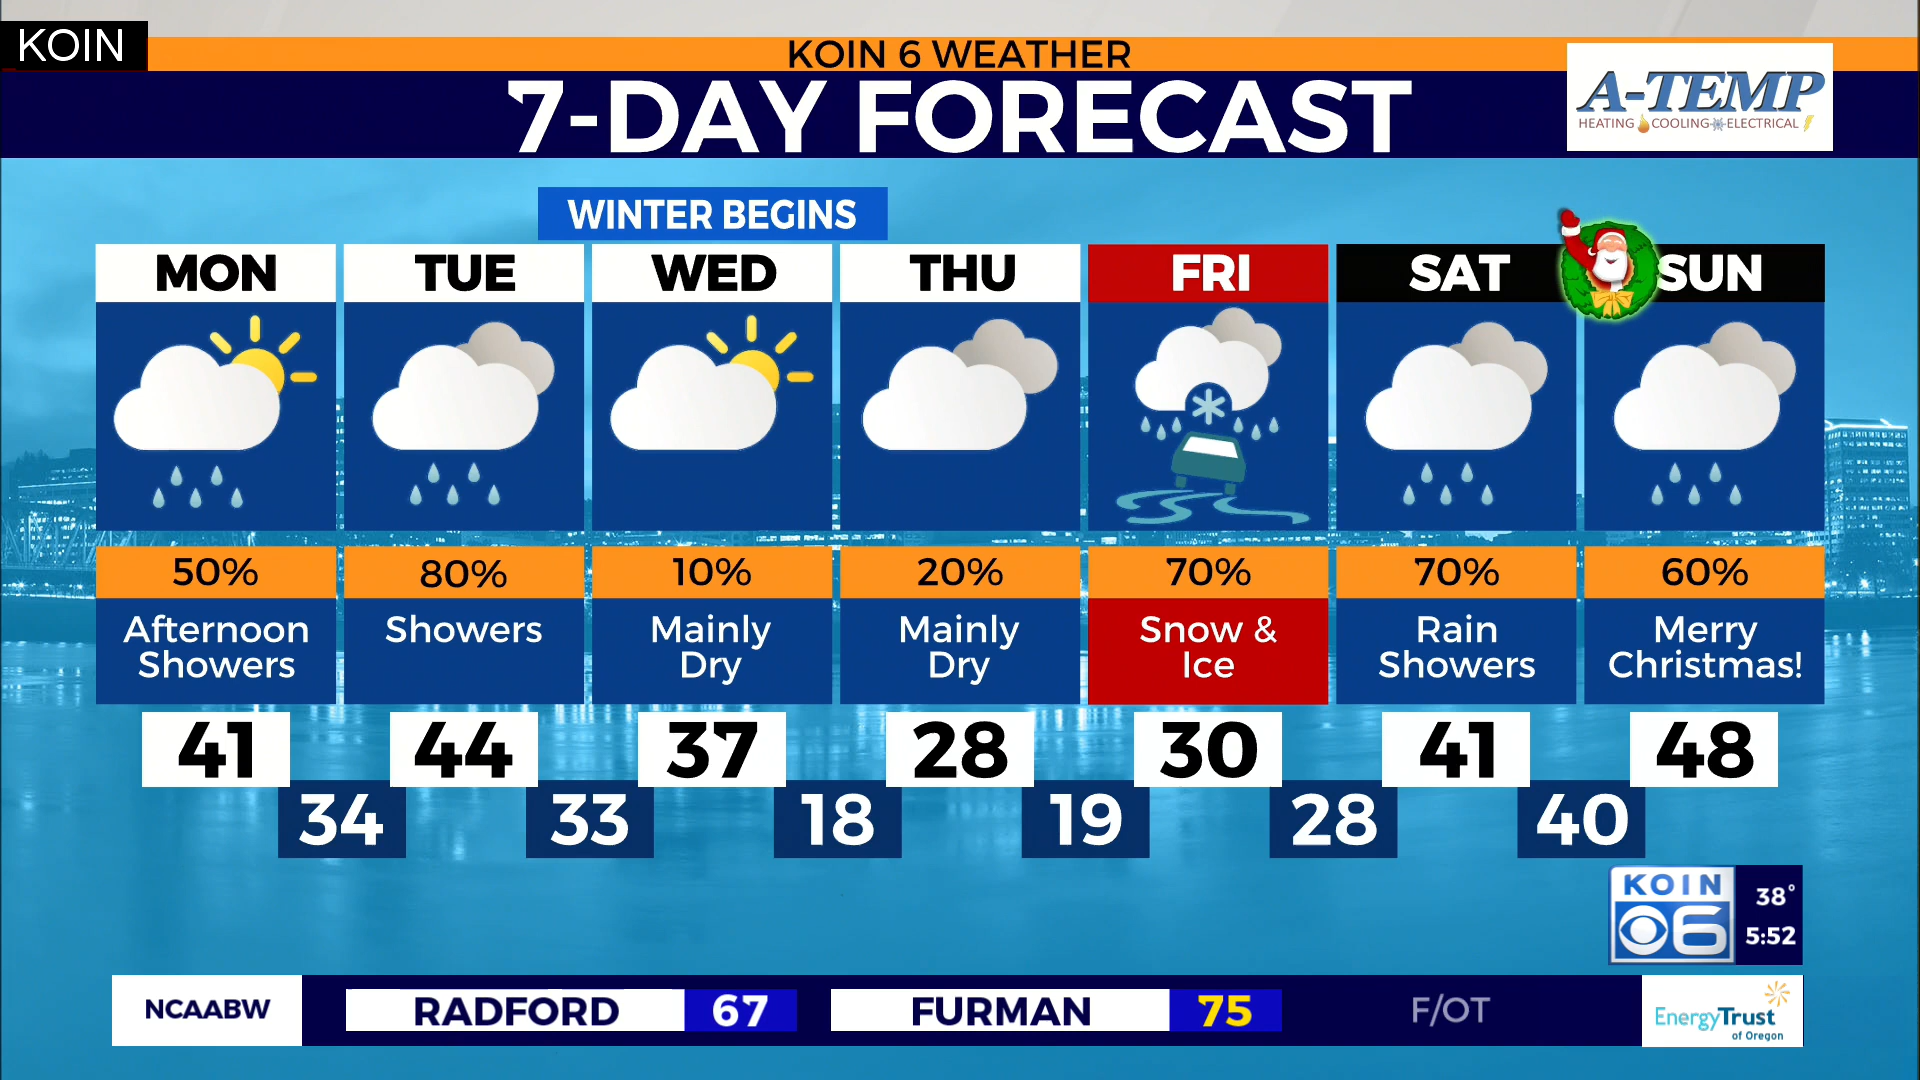 KOIN
KOIN 6 WEATHER
7-DAY FORECAST
A-TEMP
HEATING COOLING ELECTRICAL
WINTER BEGINS
MON TUE WED THU FRI SAT SUN
50% 80% 10% 20% 70% 70% 60%
Afternoon Showers Mainly Mainly Snow & Rain Merry
Showers Dry Dry Ice Showers Christmas!
41 44 37 28 30 41 48
34 33 18 19 28 40
KOIN 38°
6 5:52
NCAABW RADFORD 67 FURMAN 75 F/OT EnergyTrust
of Oregon